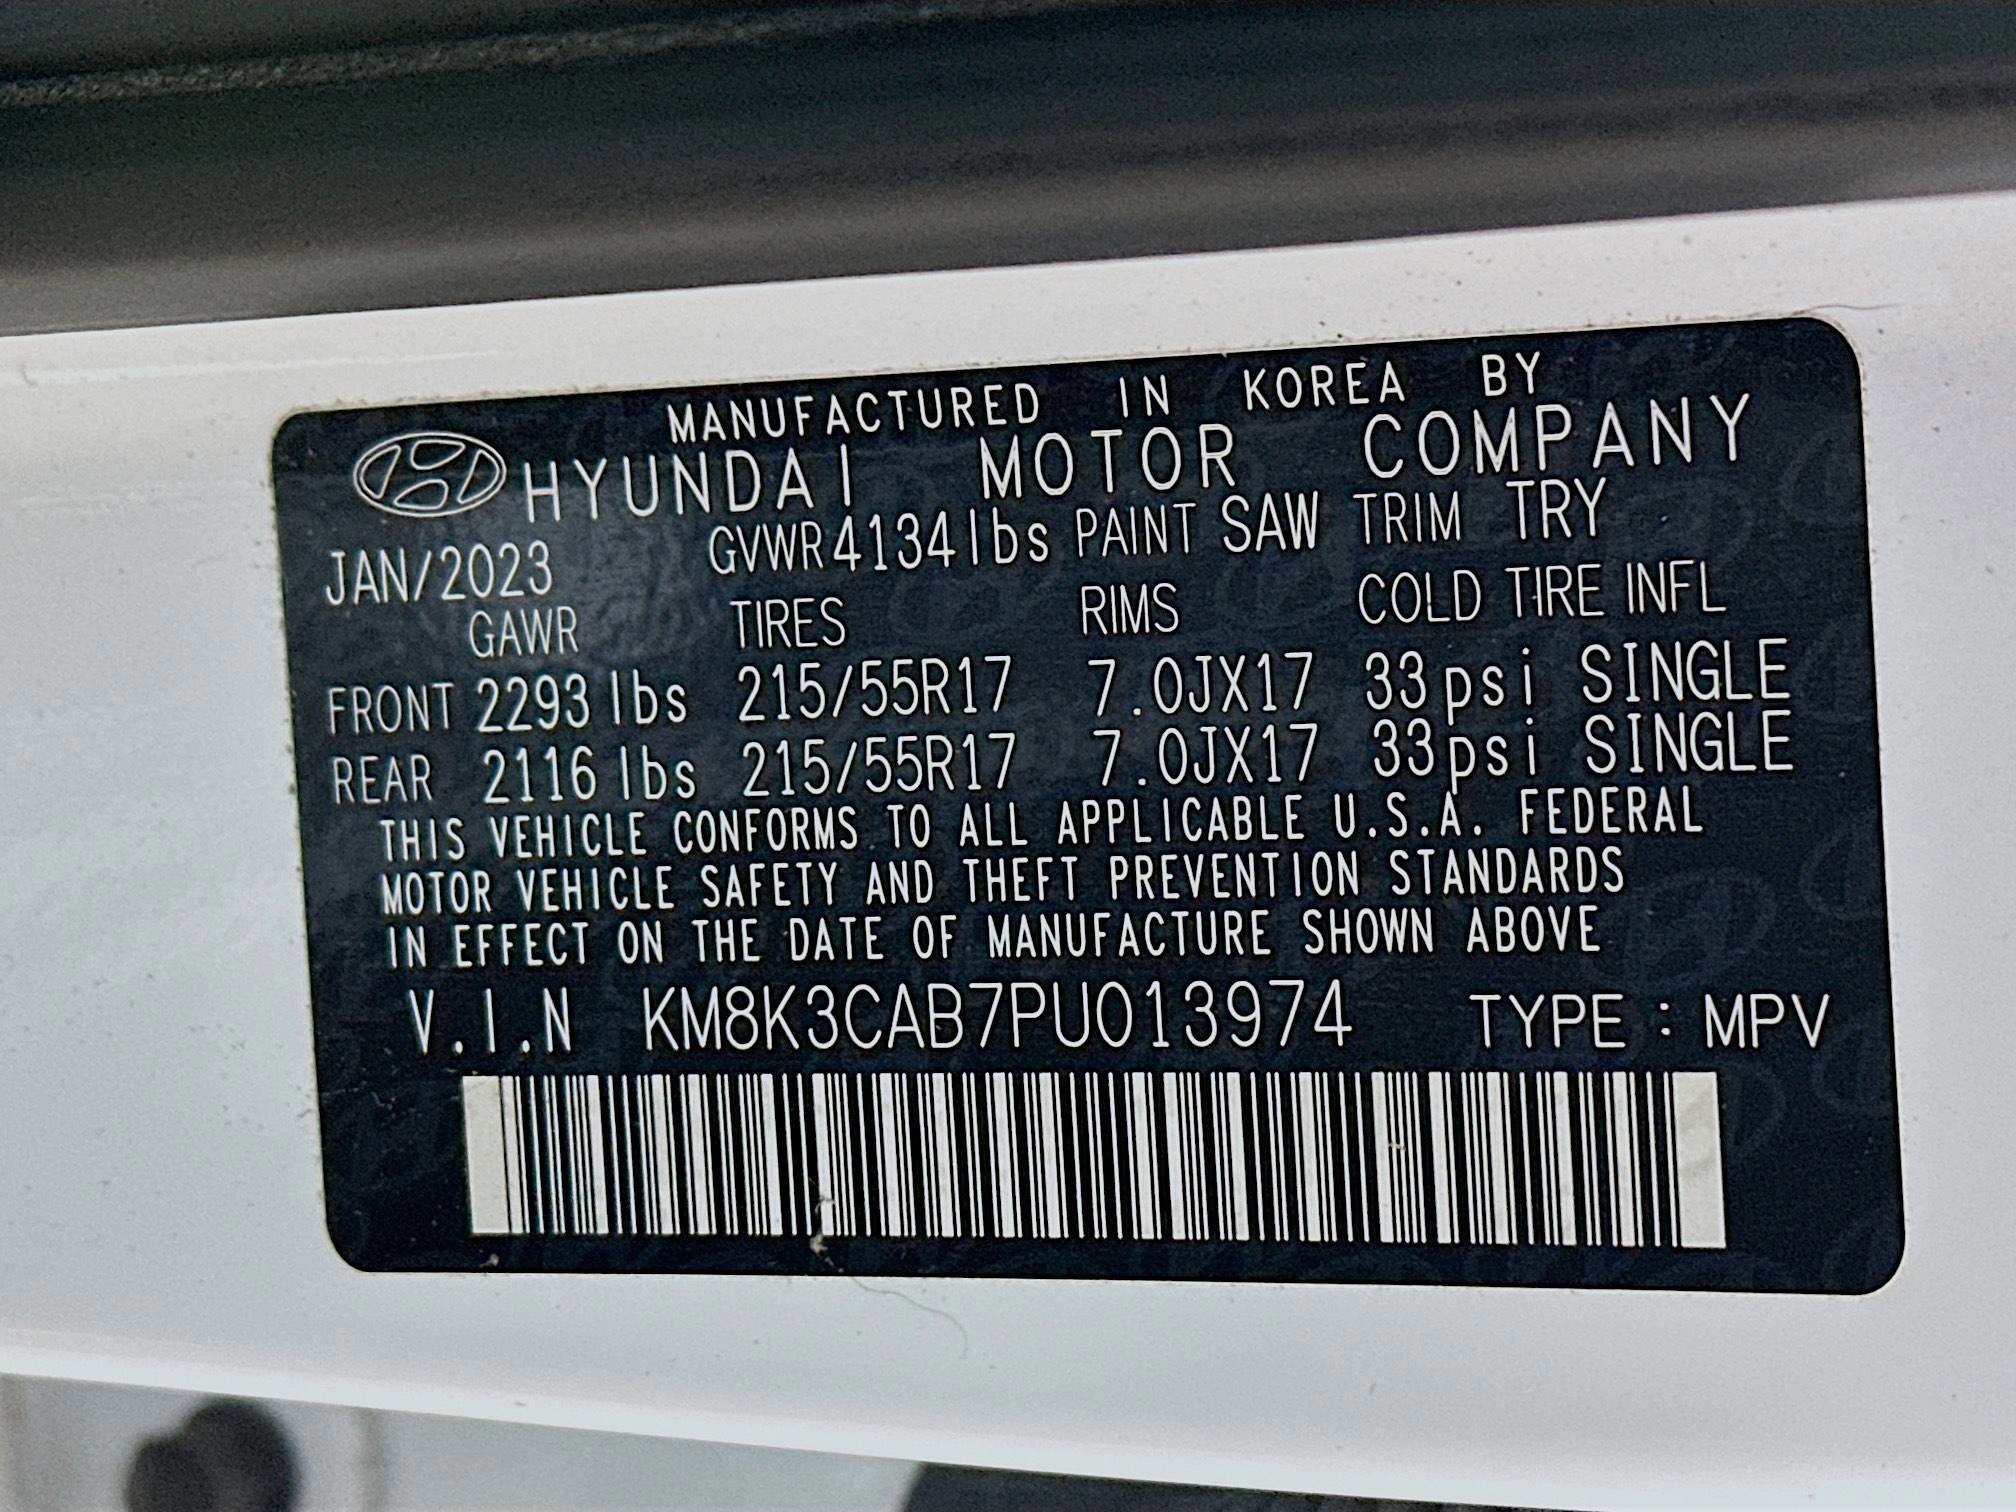 MANUFACTURED IN KOREA BY
HYUNDAI MOTOR COMPANY
JAN/2023 GVWR 4134lbs PAINT SAW TRIM TRY
GAWR TIRES RIMS COLD TIRE INFL
FRONT 2293 lbs 215/55R17 7.0JX17 33psi SINGLE
REAR 2116 lbs 215/55R17 7.0JX17 33psi SINGLE
THIS VEHICLE CONFORMS TO ALL APPLICABLE U.S.A. FEDERAL
MOTOR VEHICLE SAFETY AND THEFT PREVENTION STANDARDS
IN EFFECT ON THE DATE OF MANUFACTURE SHOWN ABOVE
V.I.N KM8K3CAB7PU013974 TYPE : MPV